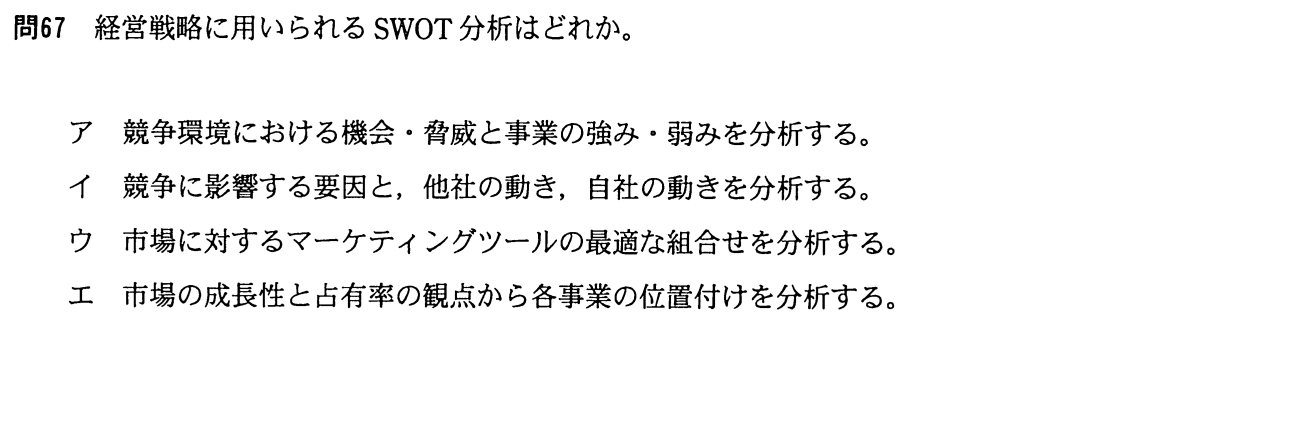 問67 経営戦略に用いられる SWOT 分析はどれか。
ア 競争環境における機会・脅威と事業の強み・弱みを分析する。
イ 競争に影響する要因と，他社の動き，自社の動きを分析する。
ウ 市場に対するマーケティングツールの最適な組合せを分析する。
エ 市場の成長性と占有率の観点から各事業の位置付けを分析する。